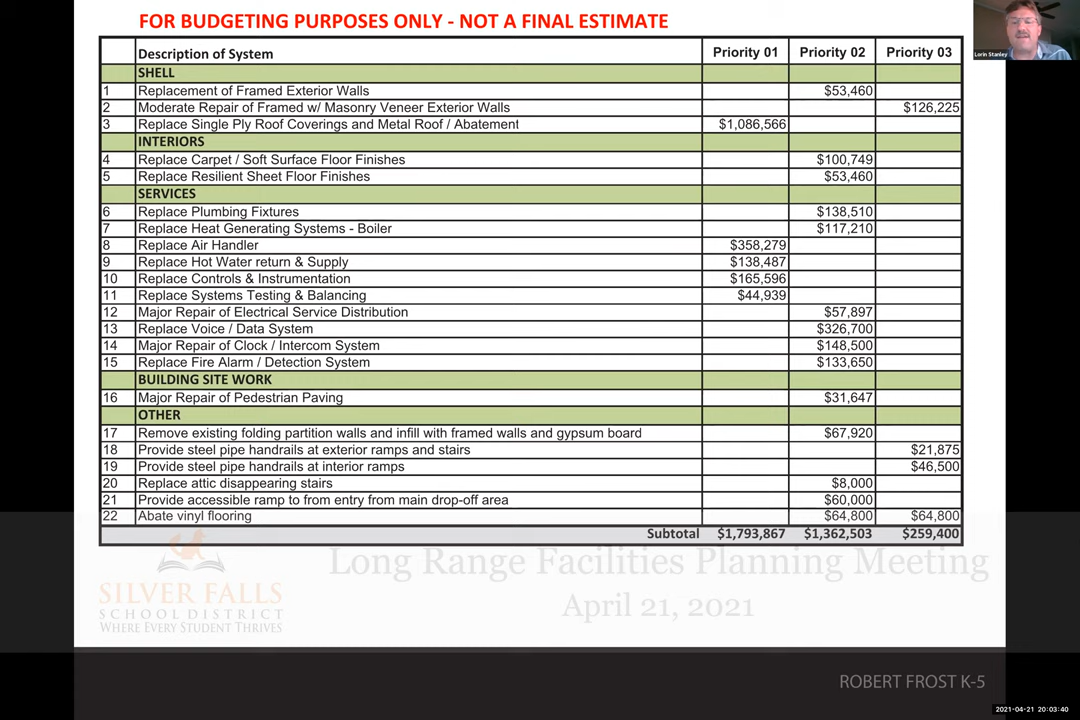 FOR BUDGETING PURPOSES ONLY - NOT A FINAL ESTIMATE
Lorin Stanley
Description of System Priority 01 Priority 02 Priority 03
SHELL
1 Replacement of Framed Exterior Walls $53,460
2 Moderate Repair of Framed w/ Masonry Veneer Exterior Walls $126,225
3 Replace Single Ply Roof Coverings and Metal Roof / Abatement $1,086,566
INTERIORS
4 Replace Carpet / Soft Surface Floor Finishes $100,749
5 Replace Resilient Sheet Floor Finishes $53,460
SERVICES
6 Replace Plumbing Fixtures $138,510
7 Replace Heat Generating Systems - Boiler $117,210
8 Replace Air Handler $358,279
9 Replace Hot Water return & Supply $138,487
10 Replace Controls & Instrumentation $165,596
11 Replace Systems Testing & Balancing $44,939
12 Major Repair of Electrical Service Distribution $57,897
13 Replace Voice / Data System $326,700
14 Major Repair of Clock / Intercom System $148,500
15 Replace Fire Alarm / Detection System $133,650
BUILDING SITE WORK
16 Major Repair of Pedestrian Paving $31,647
OTHER
17 Remove existing folding partition walls and infill with framed walls and gypsum board $67,920
18 Provide steel pipe handrails at exterior ramps and stairs $21,875
19 Provide steel pipe handrails at interior ramps $46,500
20 Replace attic disappearing stairs $8,000
21 Provide accessible ramp to from entry from main drop-off area $60,000
22 Abate vinyl flooring $64,800 $64,800
Subtotal $1,793,867 $1,362,503 $259,400
Long Range Facilities Planning Meeting
April 21, 2021
SILVER FALLS
SCHOOL DISTRICT
WHERE EVERY STUDENT THRIVES
ROBERT FROST K-5
2021-04-21 20:03:40